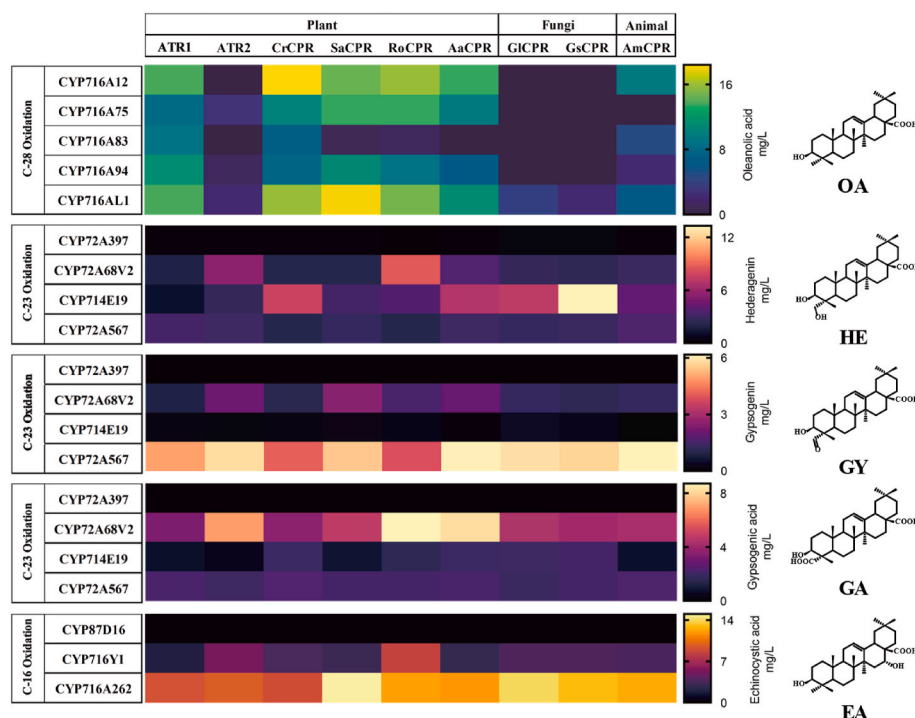 Plant Fungi Animal
ATR1 ATR2 CrCPR SaCPR RoCPR AaCPR GlCPR GsCPR AmCPR
C-28 Oxidation
CYP716A12
CYP716A75
CYP716A83
CYP716A94
CYP716AL1
16
8
0
Oleanolic acid
mg/L
COOH
HO
OA
C-23 Oxidation
CYP72A397
CYP72A68V2
CYP714E19
CYP72A567
12
9
6
3
0
Hederagenin
mg/L
COOH
HO
OH
HE
C-23 Oxidation
CYP72A397
CYP72A68V2
CYP714E19
CYP72A567
6
3
0
Gypsogenin
mg/L
COOH
HO
O
GY
C-23 Oxidation
CYP72A397
CYP72A68V2
CYP714E19
CYP72A567
8
4
0
Gypsogenic acid
mg/L
COOH
HO
HOOC
GA
C-16 Oxidation
CYP87D16
CYP716Y1
CYP716A262
14
7
0
Echinocystic acid
mg/L
COOH
OH
HO
EA